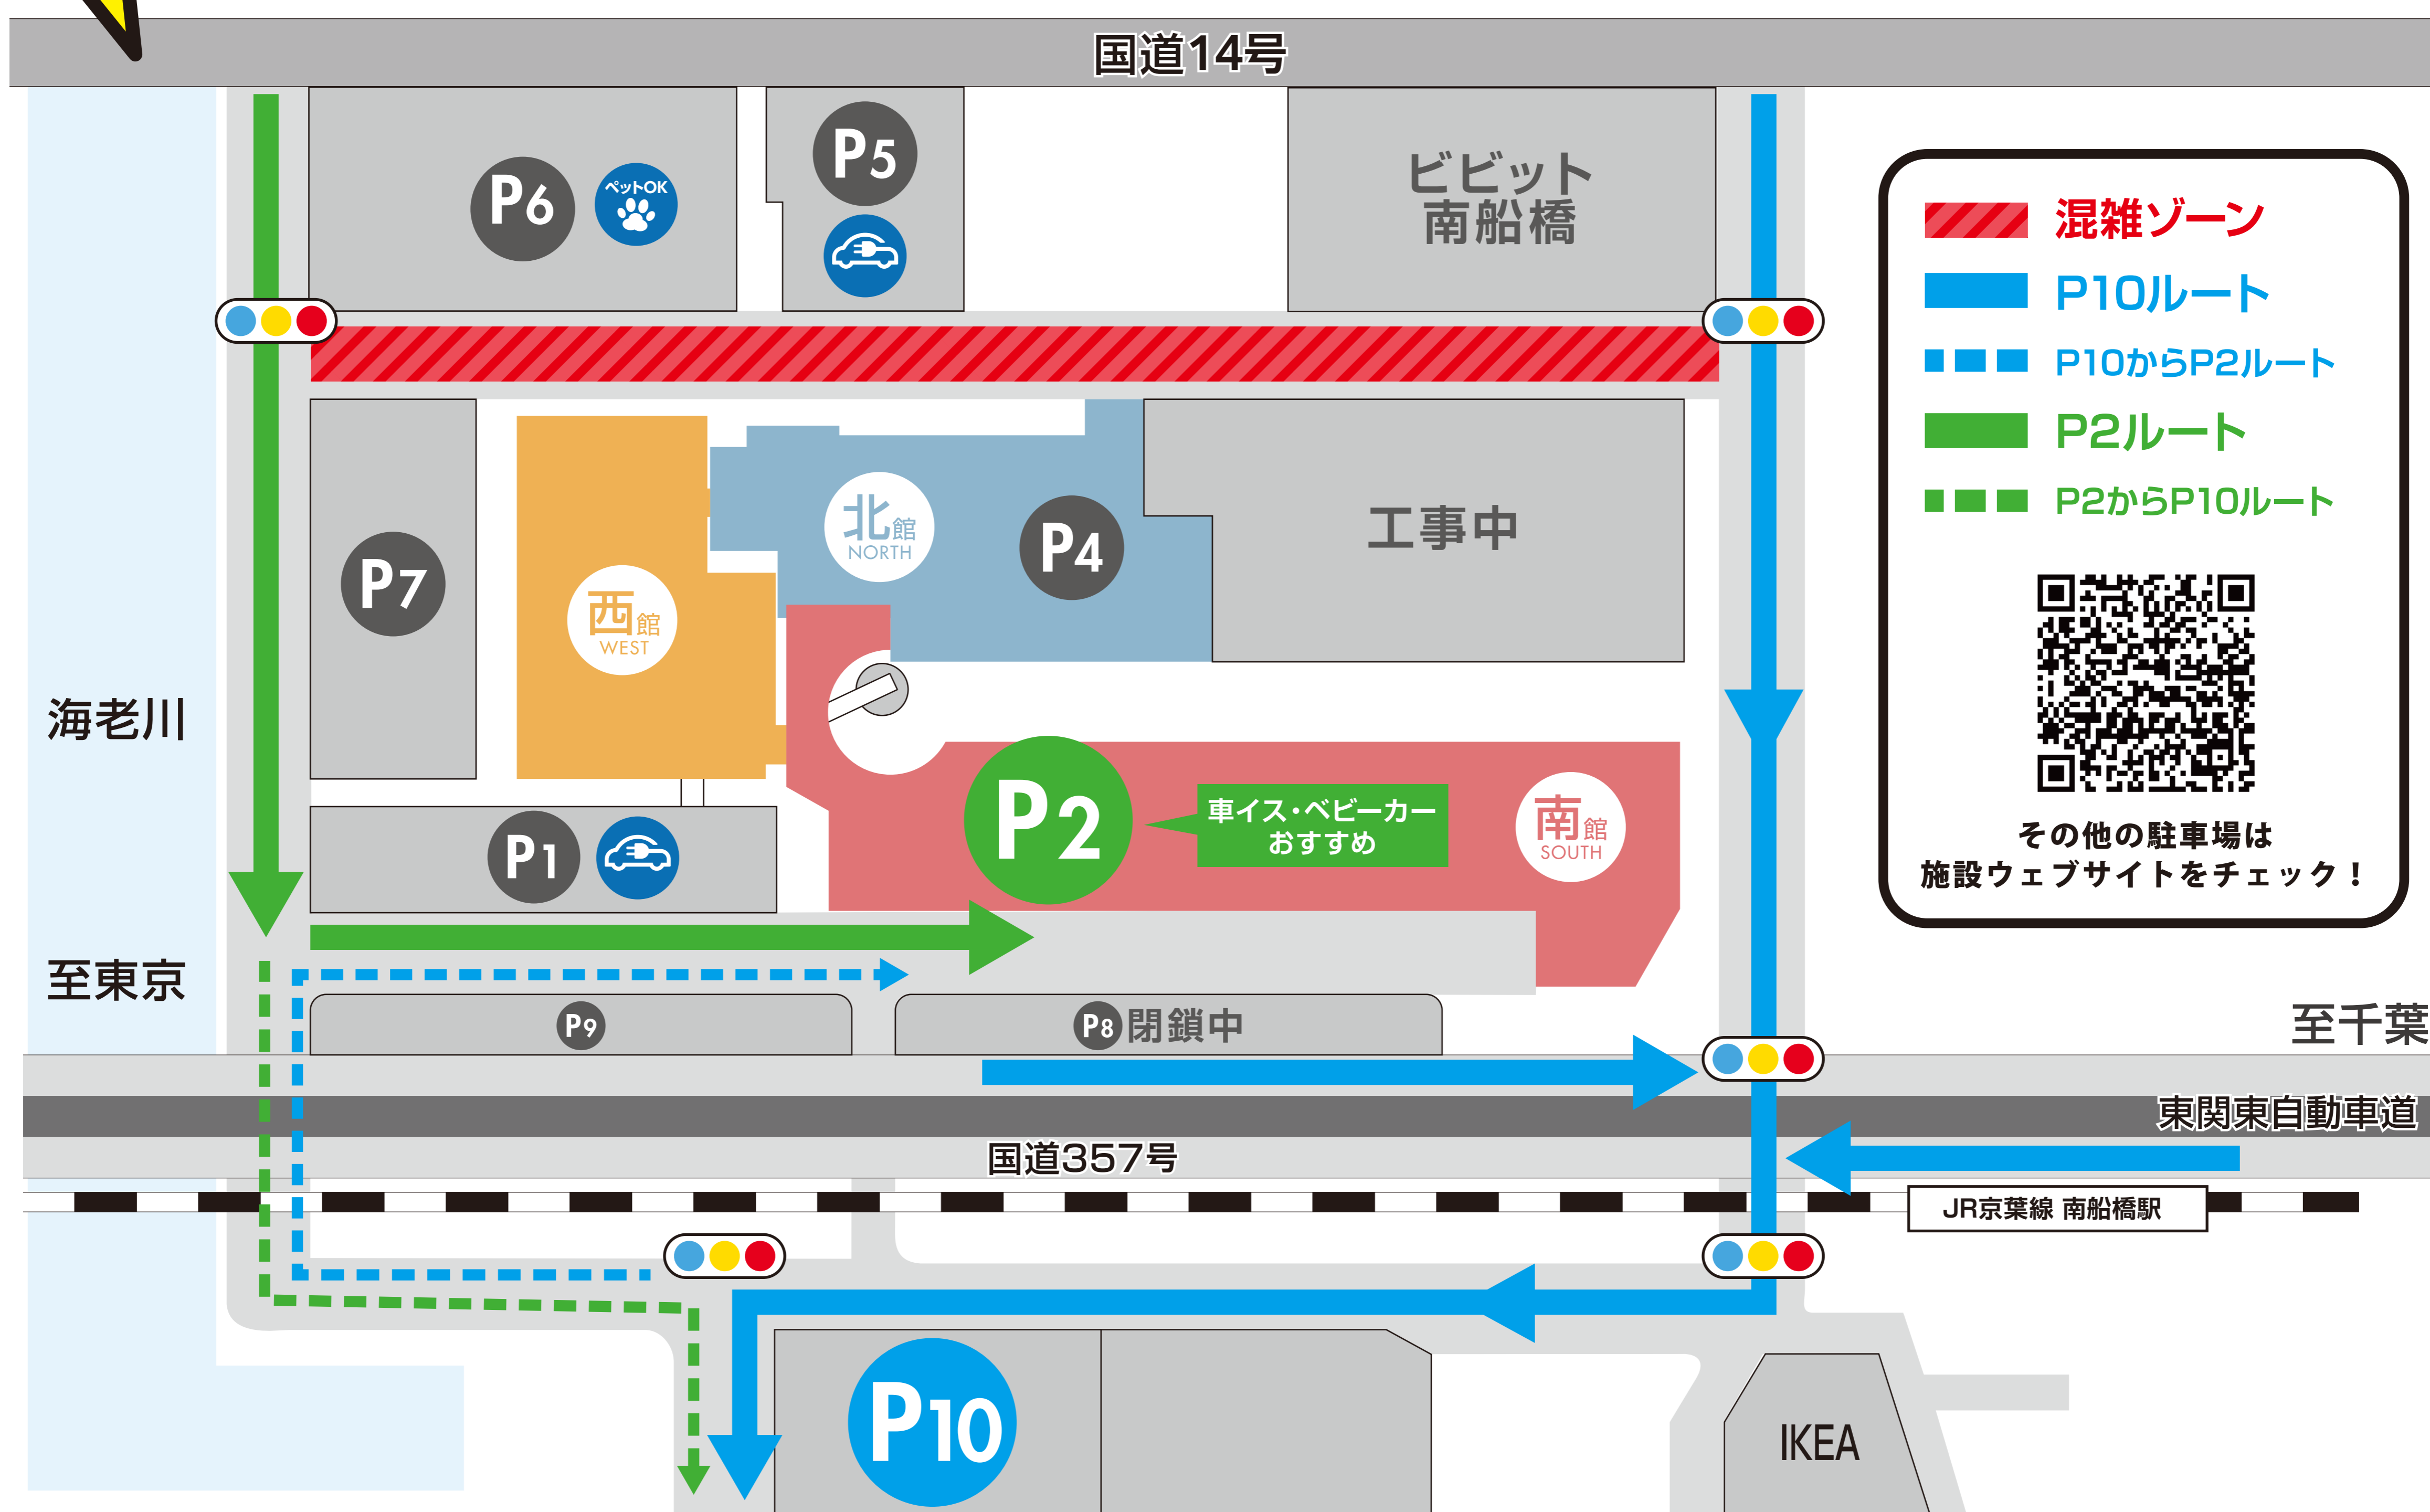 国道14号
P6
ペットOK
P5
ビビット
南船橋
混雑ゾーン
P10ルート
P10からP2ルート
P2ルート
P2からP10ルート
その他の駐車場は
施設ウェブサイトをチェック！
P7
西館
WEST
北館
NORTH
P4
工事中
海老川
P1
P2
車イス・ベビーカー
おすすめ
南館
SOUTH
至東京
P9
P8 閉鎖中
至千葉
東関東自動車道
国道357号
JR京葉線 南船橋駅
P10
IKEA